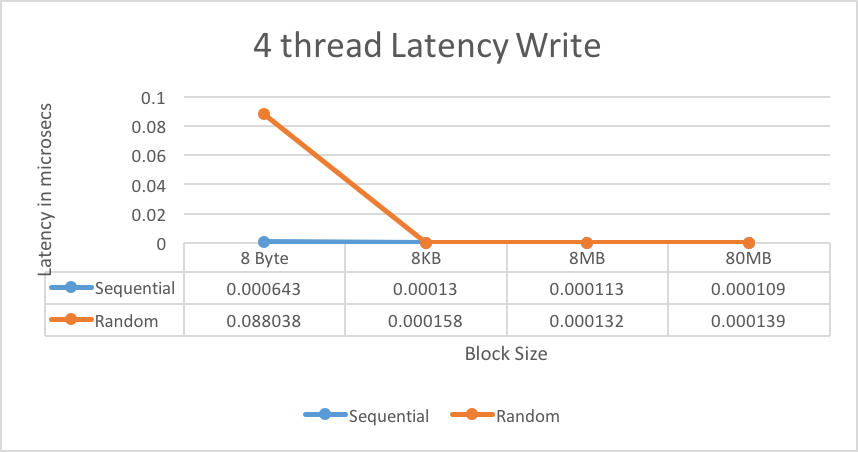 4 thread Latency Write
Latency in microsecs
0.1
0.08
0.06
0.04
0.02
0
8 Byte 8KB 8MB 80MB
Sequential 0.000643 0.00013 0.000113 0.000109
Random 0.088038 0.000158 0.000132 0.000139
Block Size
Sequential Random